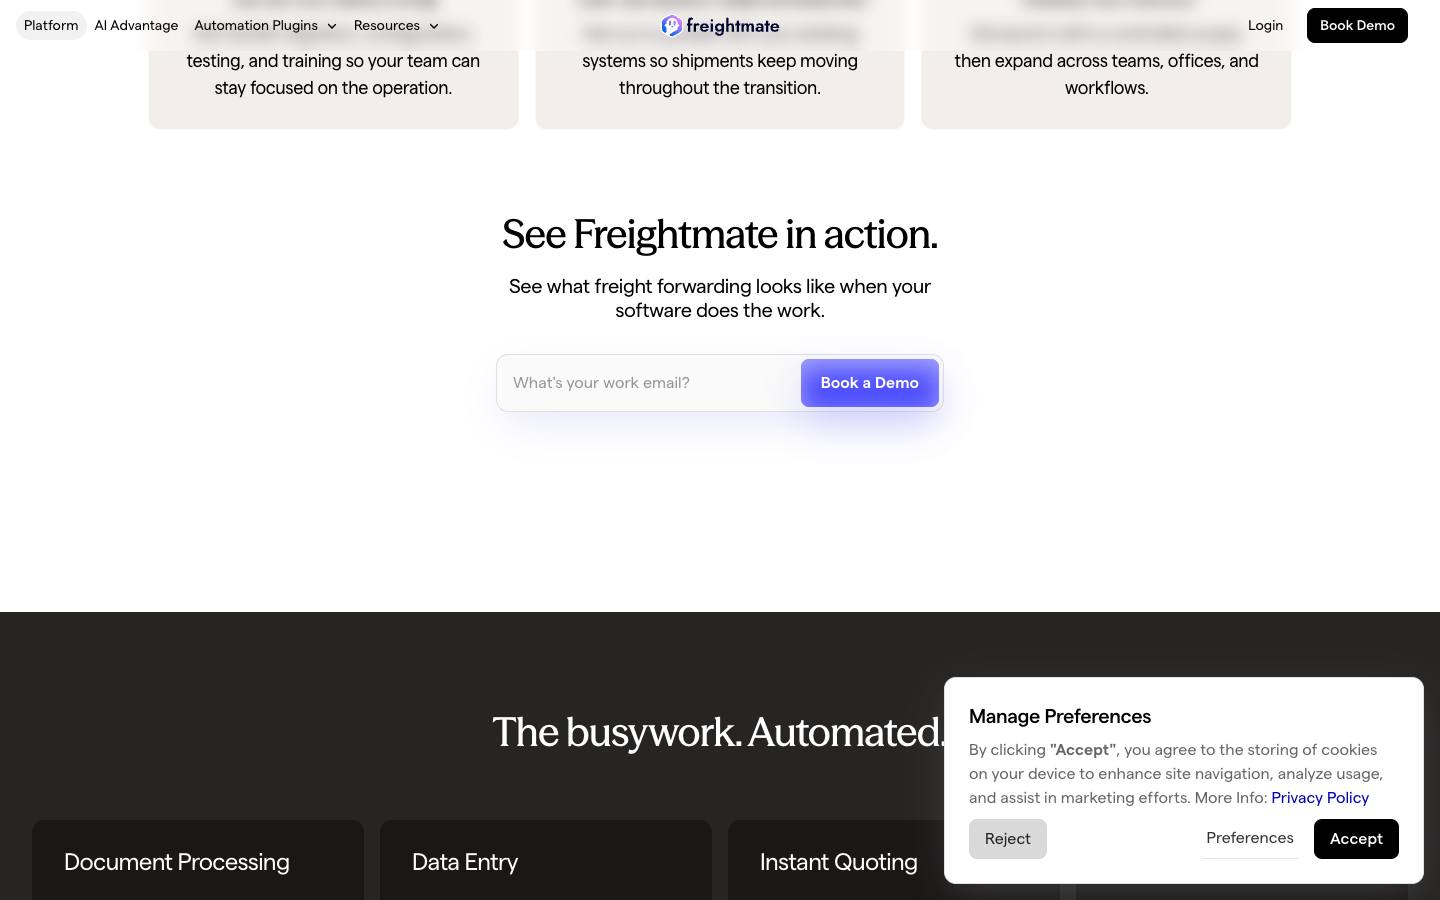 Platform
AI Advantage
Automation Plugins
Resources
freightmate
Login
Book Demo
testing, and training so your team can
stay focused on the operation.
systems so shipments keep moving
throughout the transition.
then expand across teams, offices, and
workflows.
See Freightmate in action.
See what freight forwarding looks like when your
software does the work.
What's your work email?
Book a Demo
The busywork. Automated.
Document Processing
Data Entry
Instant Quoting
Manage Preferences
By clicking "Accept", you agree to the storing of cookies
on your device to enhance site navigation, analyze usage,
and assist in marketing efforts. More Info: Privacy Policy
Reject
Preferences
Accept